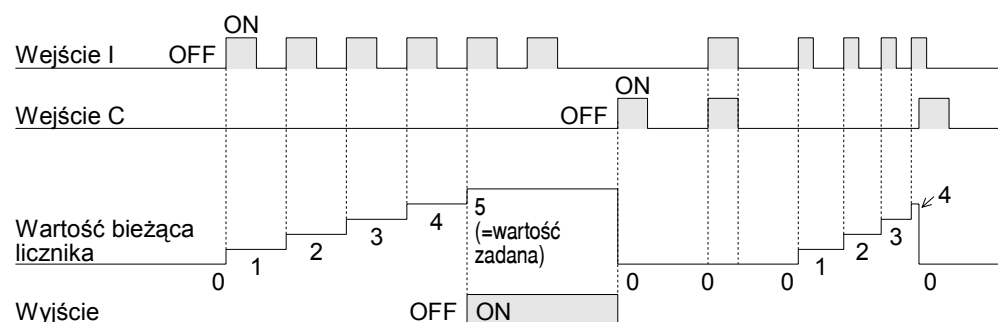 ON
Wejście I OFF
ON
Wejście C OFF
5
(=wartość
zadana)
4
4
3
3
2
2
1
1
Wartość bieżąca
licznika
0 0 0 0 0
Wyjście OFF ON